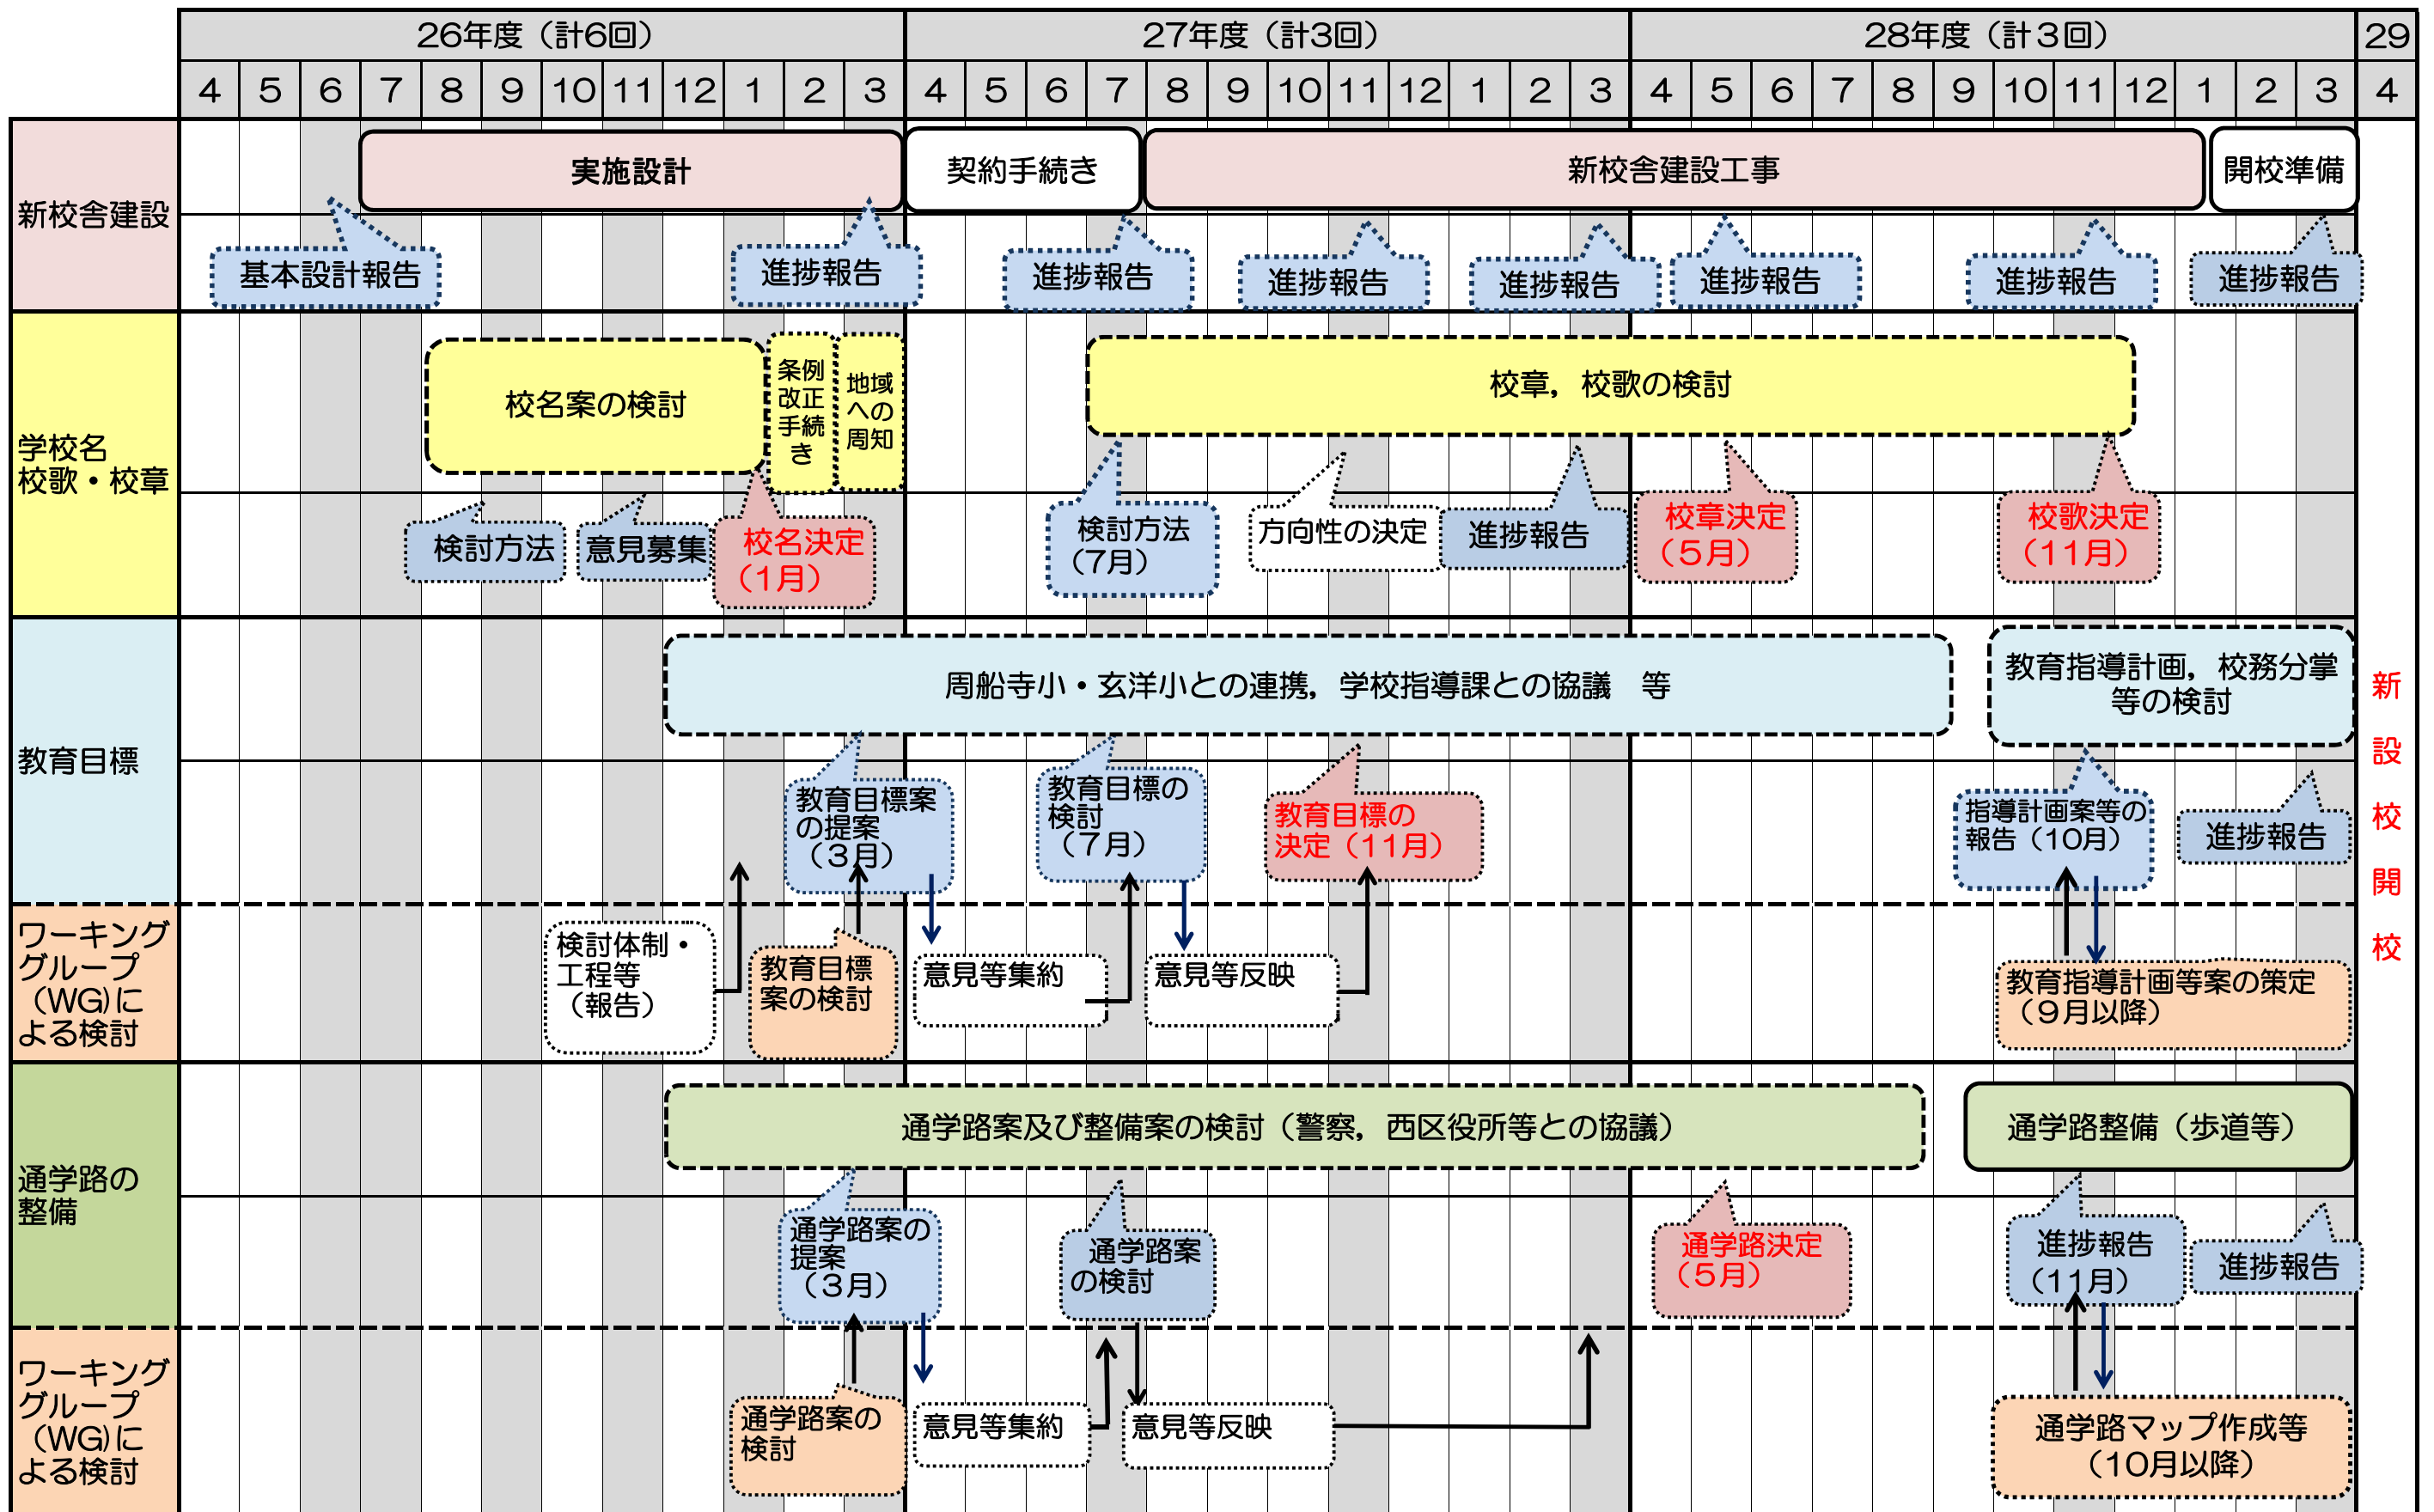 26年度（計6回）
27年度（計3回）
28年度（計３回）
29
4 5 6 7 8 9 10 11 12 1 2 3 4 5 6 7 8 9 10 11 12 1 2 3 4 5 6 7 8 9 10 11 12 1 2 3 4
新校舎建設
実施設計
契約手続き
新校舎建設工事
開校準備
基本設計報告
進捗報告
進捗報告
進捗報告
進捗報告
進捗報告
進捗報告
進捗報告
学校名
校歌・校章
校名案の検討
条例
改正
手続
き
地域
への
周知
校章，校歌の検討
検討方法
意見募集
校名決定
（1月）
検討方法
（7月）
方向性の決定
進捗報告
校章決定
（５月）
校歌決定
（11月）
教育目標
周船寺小・玄洋小との連携，学校指導課との協議　等
教育指導計画，校務分掌
等の検討
教育目標案
の提案
（３月）
教育目標の
検討
（７月）
教育目標の
決定（11月）
指導計画案等の
報告（10月）
進捗報告
ワーキング
グループ
（WG)に
よる検討
検討体制・
工程等
（報告）
教育目標
案の検討
意見等集約
意見等反映
教育指導計画等案の策定
（９月以降）
通学路の
整備
通学路案及び整備案の検討（警察，西区役所等との協議）
通学路整備（歩道等）
通学路案の
提案
（３月）
通学路案
の検討
通学路決定
（５月）
進捗報告
（11月）
進捗報告
ワーキング
グループ
（WG)に
よる検討
通学路案の
検討
意見等集約
意見等反映
通学路マップ作成等
（10月以降）
新
設
校
開
校